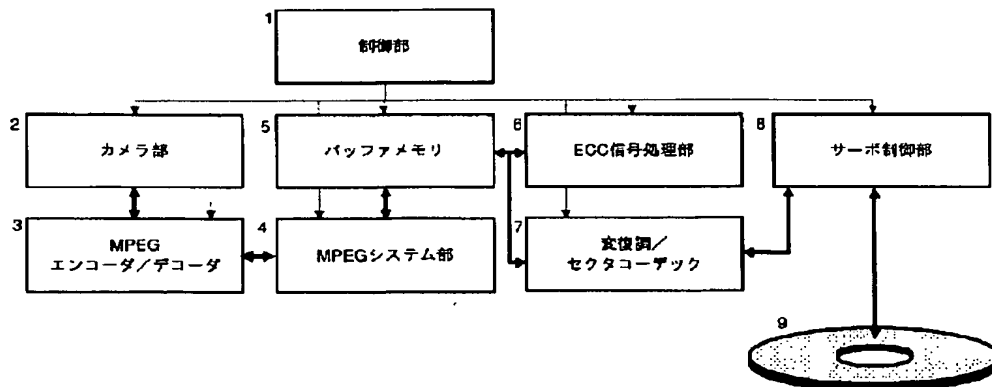 1
制御部
2
カメラ部
5
バッファメモリ
6
ECC信号処理部
8
サーボ制御部
3
MPEG
エンコーダ/デコーダ
4
MPEGシステム部
7
変復調/
セクタコーデック
9